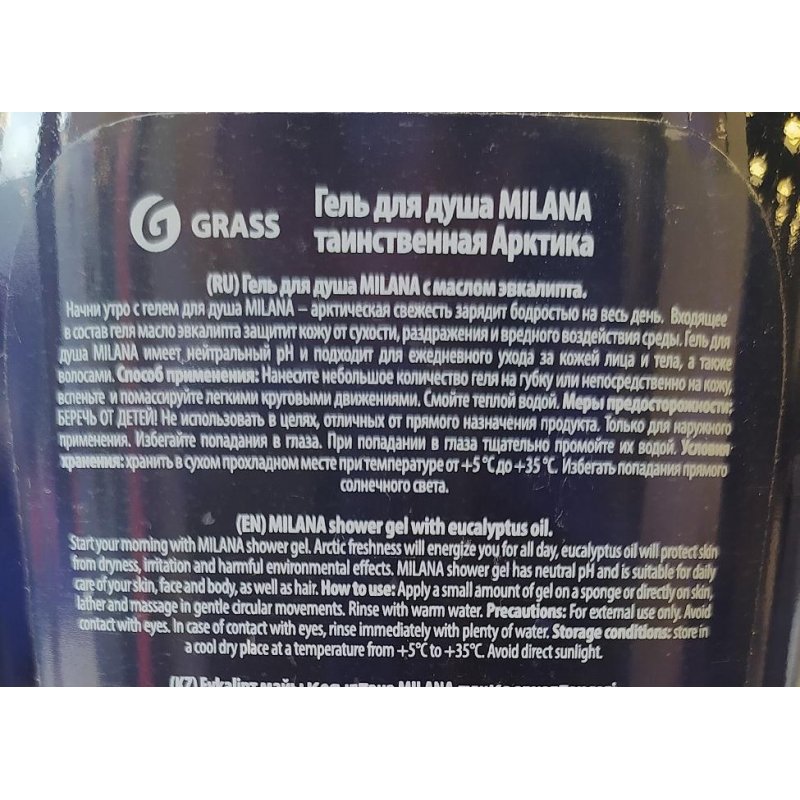 GRASS
Гель для душа MILANA
таинственная Арктика
(RU) Гель для душа MILANA с маслом эвкалипта.
Начни утро с гелем для душа MILANA – арктическая свежесть зарядит бодростью на весь день. Входящее
в состав геля масло эвкалипта защитит кожу от сухости, раздражения и вредного воздействия среды. Гель для
душа MILANA имеет нейтральный pH и подходит для ежедневного ухода за кожей лица и тела, а также
волосами. Способ применения: Нанесите небольшое количество геля на губку или непосредственно на кожу,
вспеньте и помассируйте легкими круговыми движениями. Смойте теплой водой. Меры предосторожности:
БЕРЕЧЬ ОТ ДЕТЕЙ! Не использовать в целях, отличных от прямого назначения продукта. Только для наружного
применения. Избегайте попадания в глаза. При попадании в глаза тщательно промойте их водой. Условия
хранения: хранить в сухом прохладном месте при температуре от +5 °C до +35 °C. Избегать попадания прямого
солнечного света.
(EN) MILANA shower gel with eucalyptus oil.
Start your morning with MILANA shower gel. Arctic freshness will energize you for all day, eucalyptus oil will protect skin
from dryness, irritation and harmful environmental effects. MILANA shower gel has neutral pH and is suitable for daily
care of your skin, face and body, as well as hair. How to use: Apply a small amount of gel on a sponge or directly on skin,
lather and massage in gentle circular movements. Rinse with warm water. Precautions: For external use only. Avoid
contact with eyes. In case of contact with eyes, rinse immediately with plenty of water. Storage conditions: store in
a cool dry place at a temperature from +5°C to +35°C. Avoid direct sunlight.
(KZ) MILANA